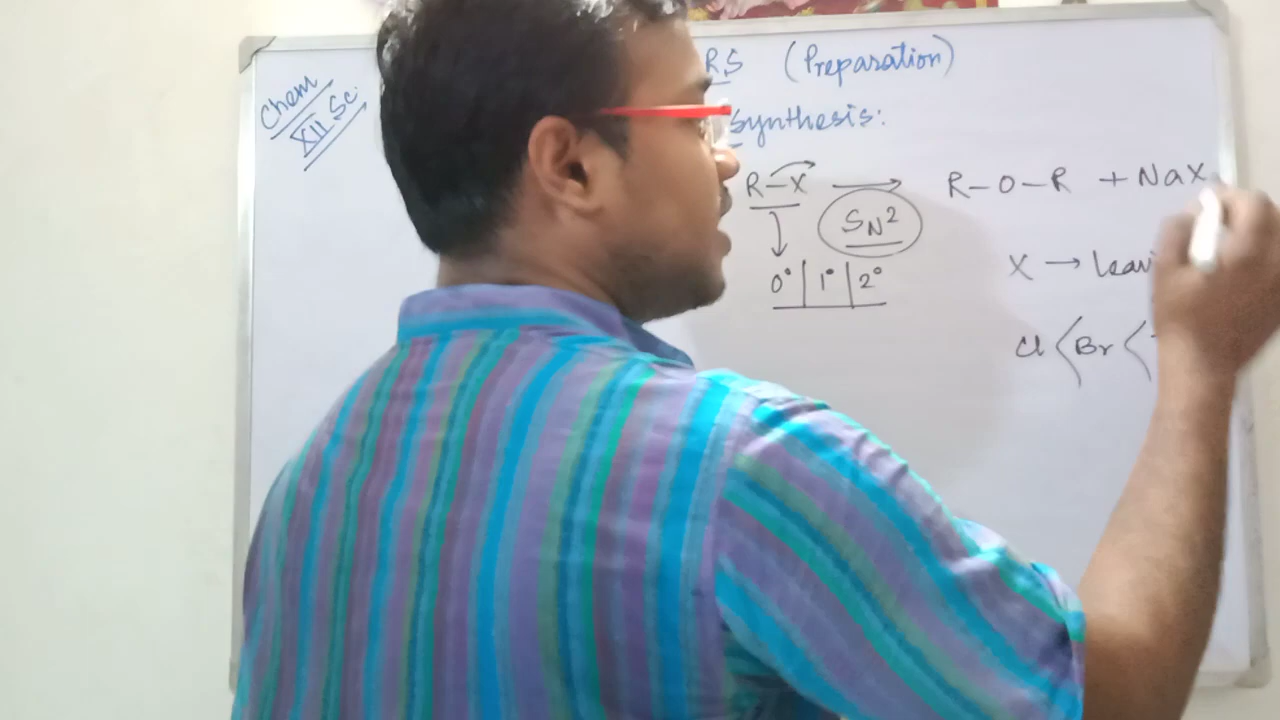 Chem
XII Sc.
RS (Preparation)
Synthesis:
R-X → R-O-R + NaX
SN²
0° | 1° | 2°
X → Leavi
Cl < Br <